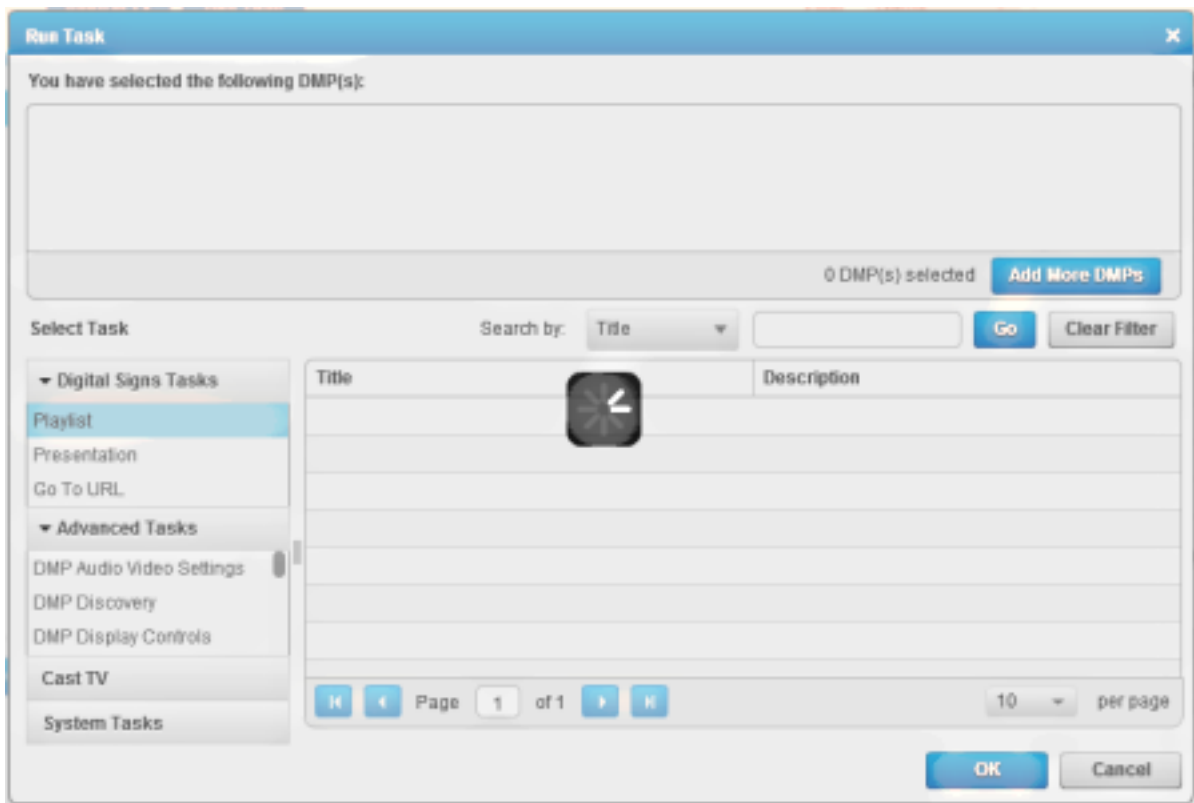 Run Task
You have selected the following DMP(s):
0 DMP(s) selected
Add More DMPs
Select Task
Search by:
Title
Go
Clear Filter
Digital Signs Tasks
Playlist
Presentation
Go To URL
Advanced Tasks
DMP Audio Video Settings
DMP Discovery
DMP Display Controls
Cast TV
System Tasks
Title
Description
Page 1 of 1
10 per page
OK
Cancel